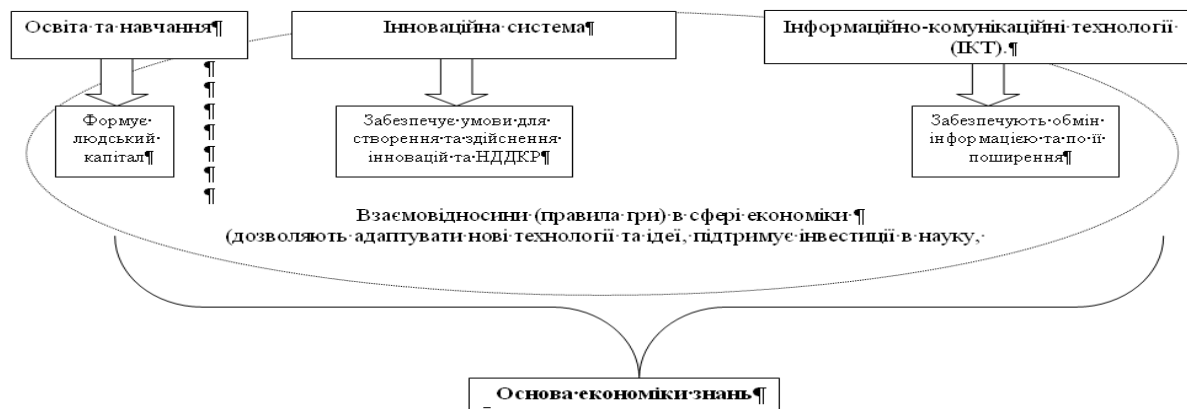 Освіта та навчання¶
Інноваційна система¶
Інформаційно-комунікаційні технології
(ІКТ).¶
¶
¶
¶
¶
¶
¶
¶
Формує
людський
капітал¶
Забезпечує умови для
створення та здійснення
інновацій та НДДКР¶
Забезпечують обмін
інформацією та по її
поширення¶
Взаємовідносини (правила гри) в сфері економіки ¶
(дозволяють адаптувати нові технології та ідеї, підтримує інвестиції в науку,
Основа економіки знань¶
¶